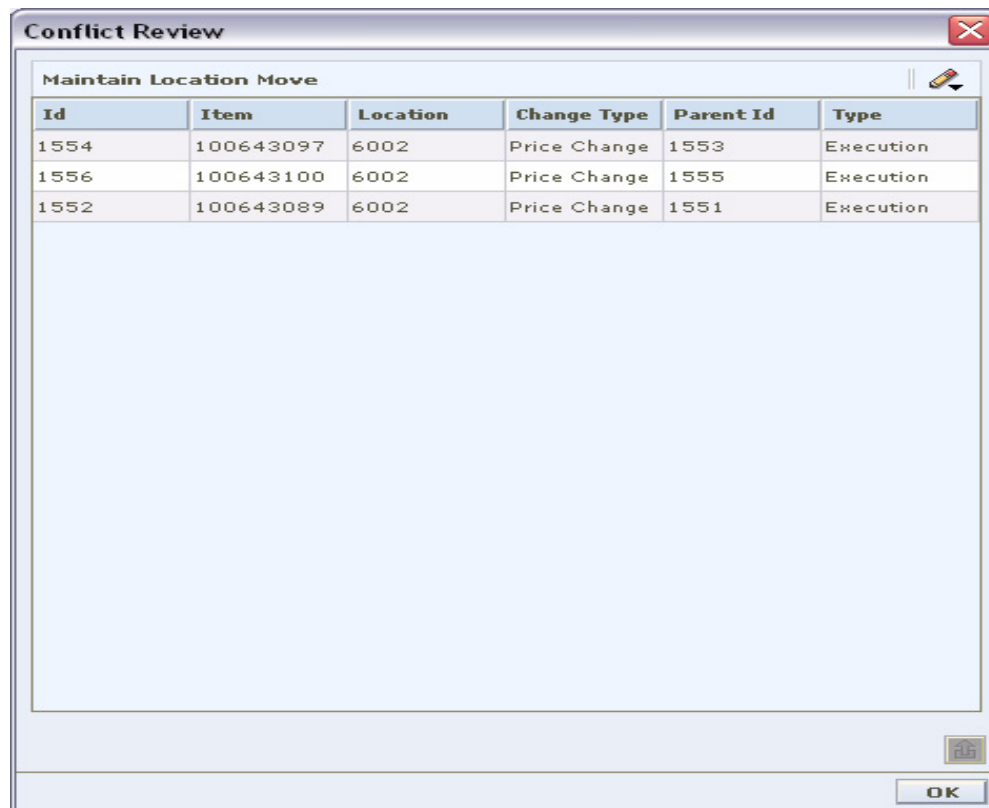 Conflict Review
Maintain Location Move
Id Item Location Change Type Parent Id Type
1554 100643097 6002 Price Change 1553 Execution
1556 100643100 6002 Price Change 1555 Execution
1552 100643089 6002 Price Change 1551 Execution
OK